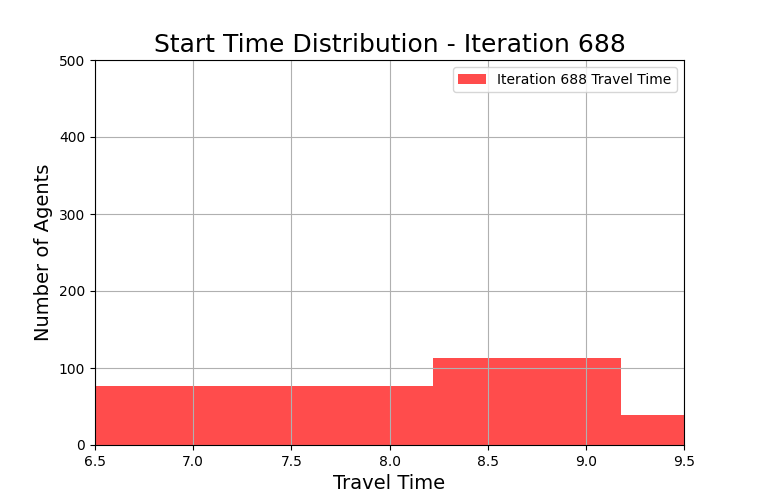 Start Time Distribution - Iteration 688
500
Iteration 688 Travel Time
400
300
200
100
0
Number of Agents
6.5 7.0 7.5 8.0 8.5 9.0 9.5
Travel Time